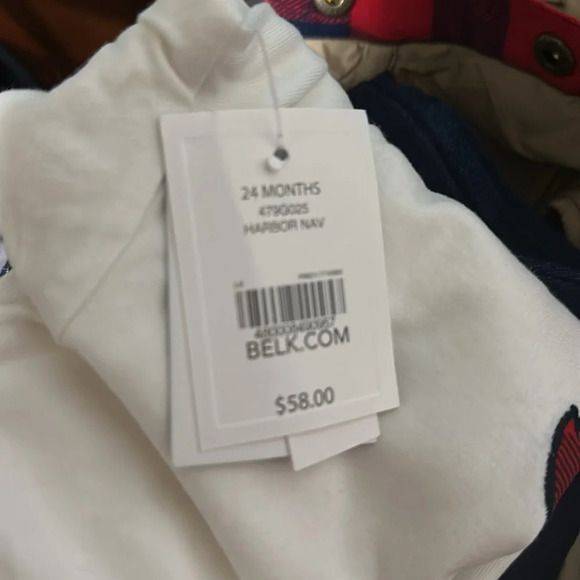 24 MONTHS
479G025
HARBOR NAV
BELK.COM
$58.00